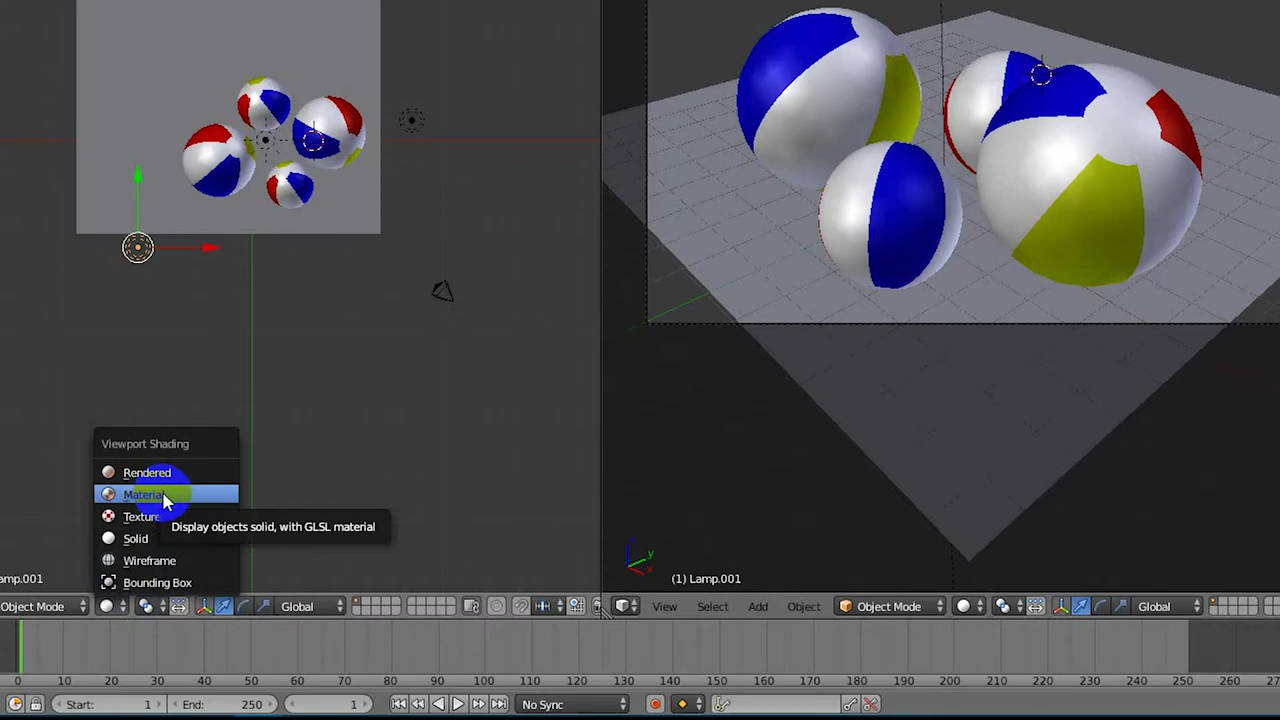 Viewport Shading
Rendered
Material
Texture
Display objects solid, with GLSL material
Solid
Wireframe
Bounding Box
amp.001
(1) Lamp.001
Object Mode
Global
View
Select
Add
Object
Object Mode
Global
0 10 20 30 40 50 60 70 80 90 100 110 120 130 140 150 160 170 180 190 200 210 220 230 240 250 260 2
Start: 1
End: 250
1
No Sync
z
y
x